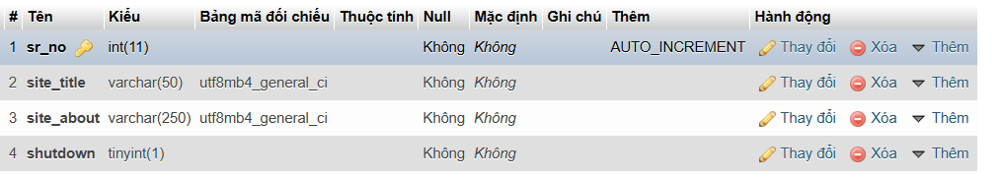 # Tên Kiểu Bảng mã đối chiếu Thuộc tính Null Mặc định Ghi chú Thêm Hành động
1 sr_no int(11) Không Không AUTO_INCREMENT Thay đổi Xóa Thêm
2 site_title varchar(50) utf8mb4_general_ci Không Không Thay đổi Xóa Thêm
3 site_about varchar(250) utf8mb4_general_ci Không Không Thay đổi Xóa Thêm
4 shutdown tinyint(1) Không Không Thay đổi Xóa Thêm